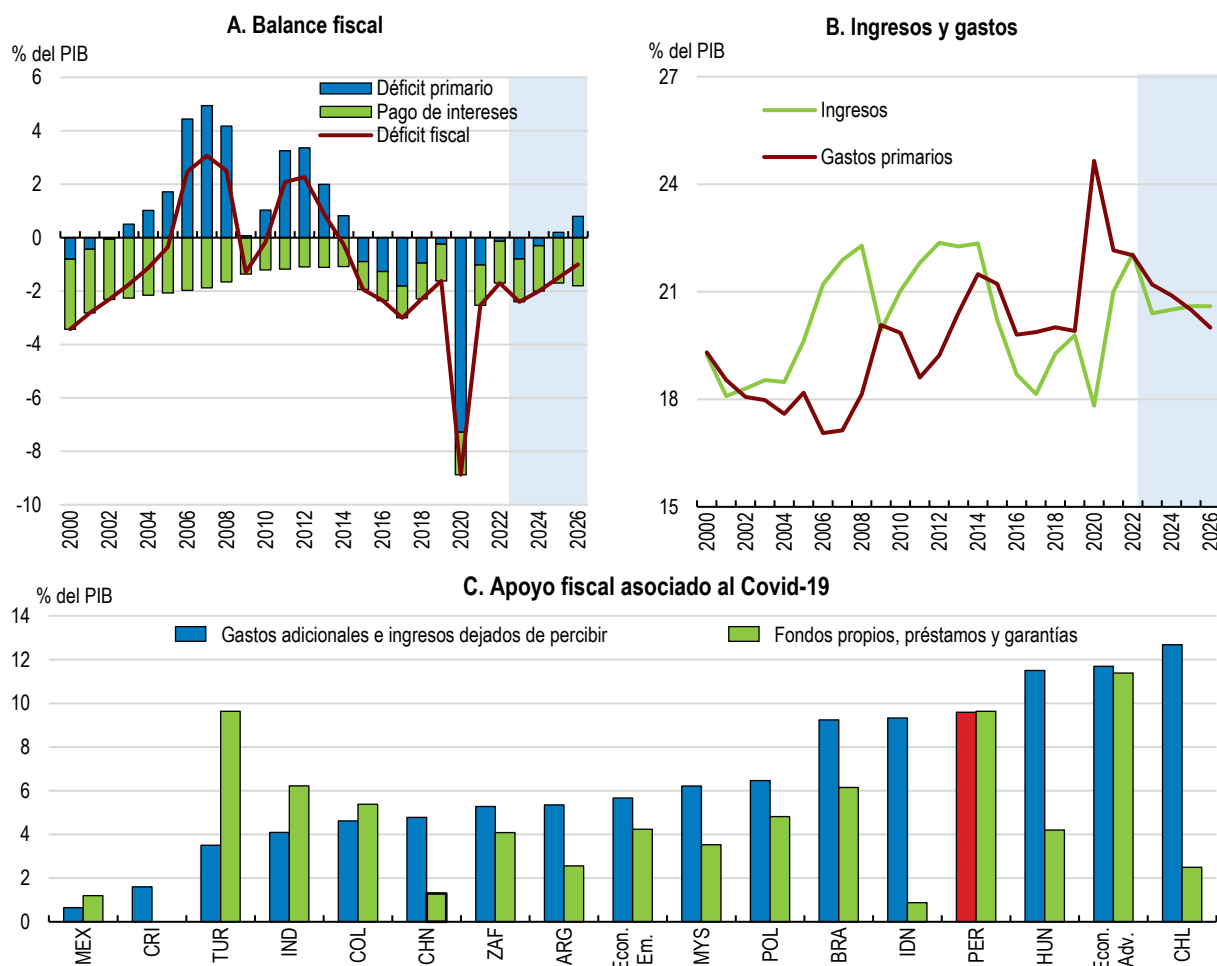 A. Balance fiscal
% del PIB
6
4
2
0
-2
-4
-6
-8
-10
Déficit primario
Pago de intereses
Déficit fiscal
2000
2002
2004
2006
2008
2010
2012
2014
2016
2018
2020
2022
2024
2026
B. Ingresos y gastos
% del PIB
27
24
21
18
15
Ingresos
Gastos primarios
2000
2002
2004
2006
2008
2010
2012
2014
2016
2018
2020
2022
2024
2026
C. Apoyo fiscal asociado al Covid-19
% del PIB
14
12
10
8
6
4
2
0
Gastos adicionales e ingresos dejados de percibir
Fondos propios, préstamos y garantías
MEX
CRI
TUR
IND
COL
CHN
ZAF
ARG
Econ.
Em.
MYS
POL
BRA
IDN
PER
HUN
Econ.
Adv.
CHL